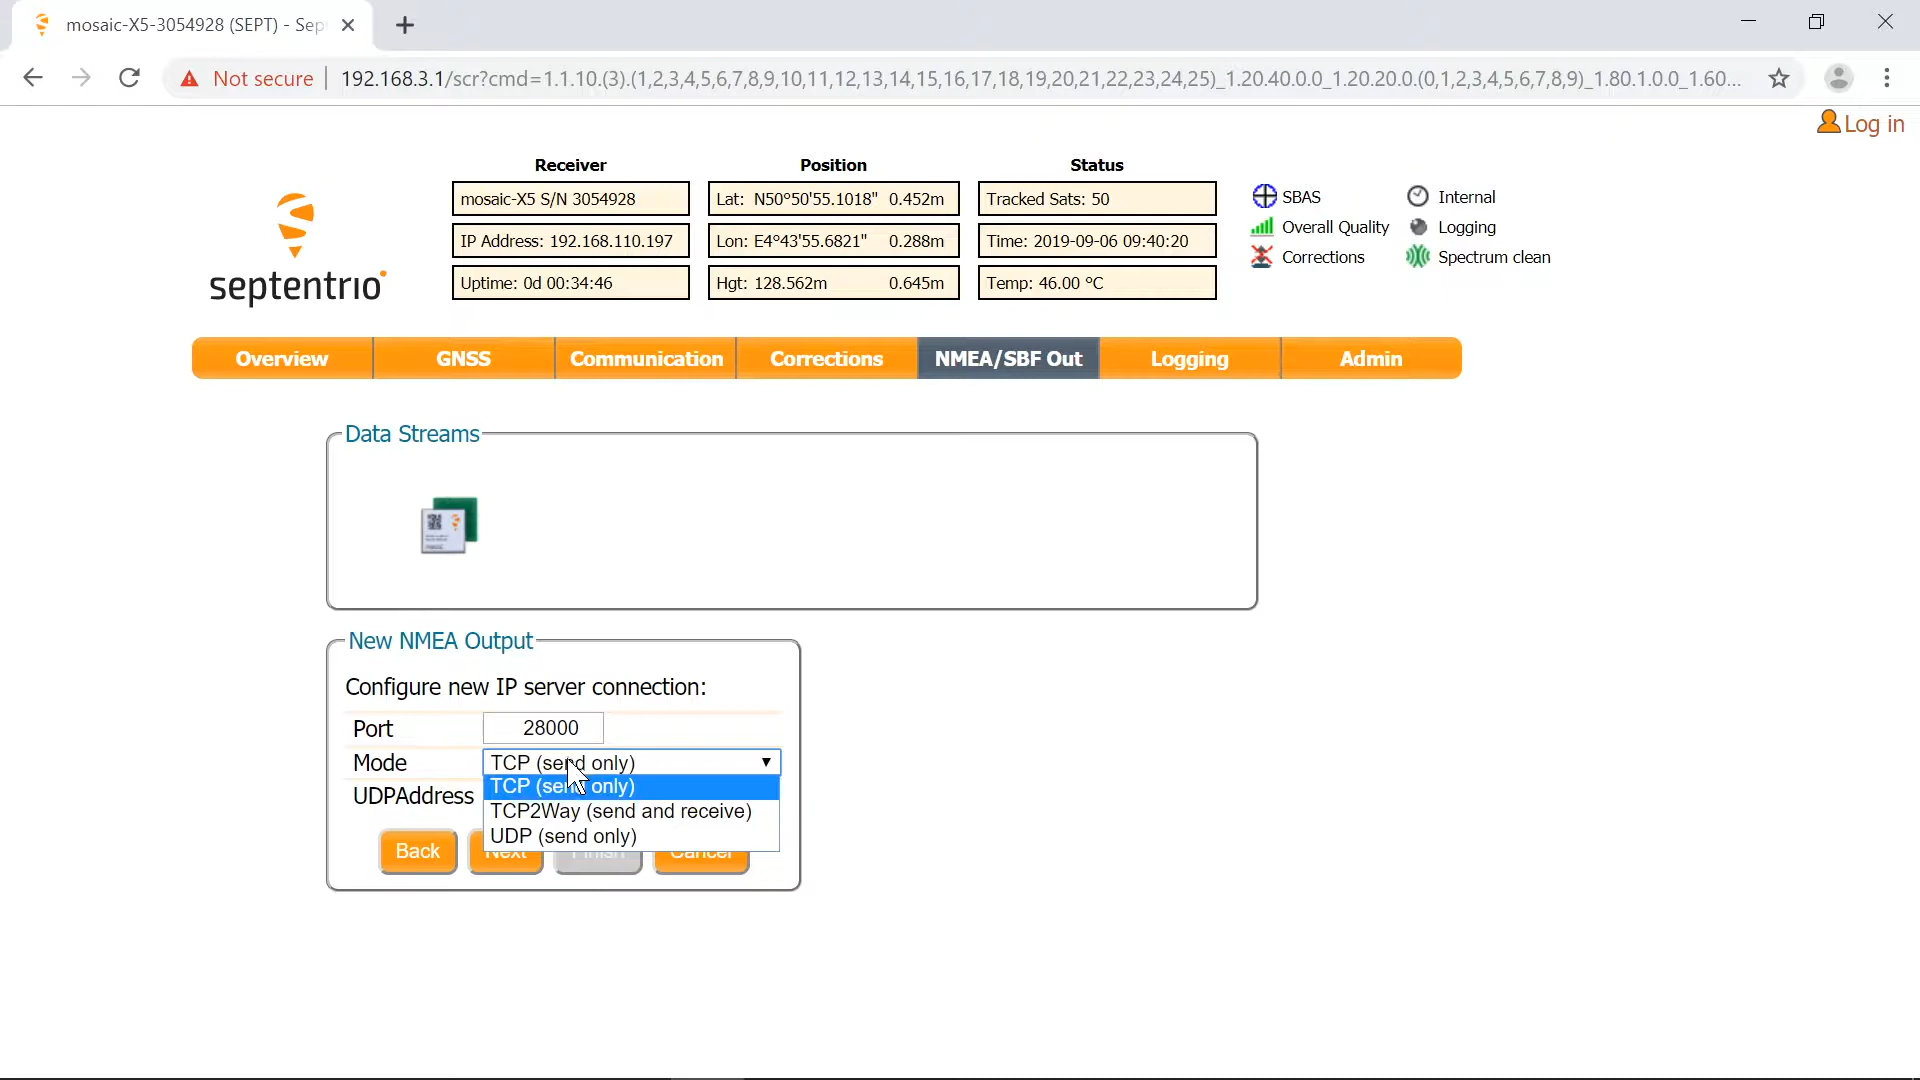 mosaic-X5-3054928 (SEPT) - Sep
Not secure
192.168.3.1/scr?cmd=1.1.10.(3).(1,2,3,4,5,6,7,8,9,10,11,12,13,14,15,16,17,18,19,20,21,22,23,24,25)_1.20.40.0.0_1.20.20.0.(0,1,2,3,4,5,6,7,8,9)_1.80.1.0.0_1.60...
Log in
septentrio
Receiver
mosaic-X5 S/N 3054928
IP Address: 192.168.110.197
Uptime: 0d 00:34:46
Position
Lat: N50°50'55.1018" 0.452m
Lon: E4°43'55.6821" 0.288m
Hgt: 128.562m 0.645m
Status
Tracked Sats: 50
Time: 2019-09-06 09:40:20
Temp: 46.00 °C
SBAS
Overall Quality
Corrections
Internal
Logging
Spectrum clean
Overview GNSS Communication Corrections NMEA/SBF Out Logging Admin
Data Streams
New NMEA Output
Configure new IP server connection:
Port 28000
Mode TCP (send only)
TCP (send only)
UDPAddress
TCP2Way (send and receive)
UDP (send only)
Back Next Finish Cancel